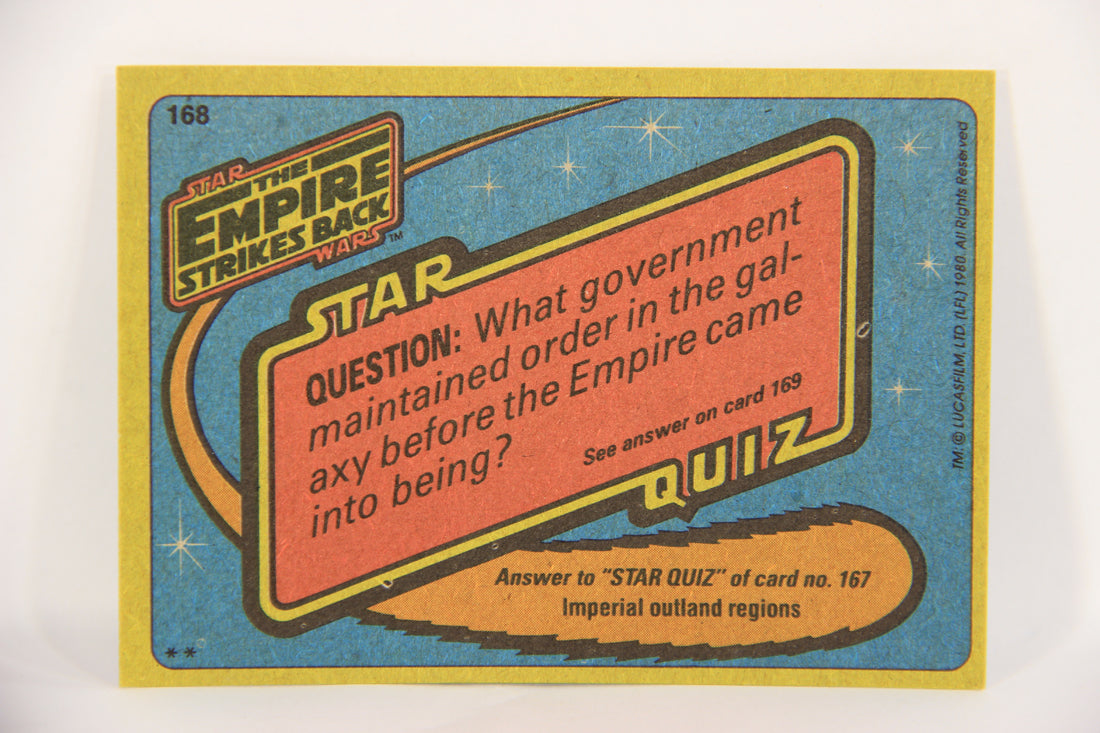 168
STAR
THE
EMPIRE
STRIKES BACK
WARS™
STAR
QUESTION: What government
maintained order in the gal-
axy before the Empire came
into being?
See answer on card 169
QUIZ
Answer to "STAR QUIZ" of card no. 167
Imperial outland regions
**
TM: © LUCASFILM, LTD. (LFL) 1980. All Rights Reserved